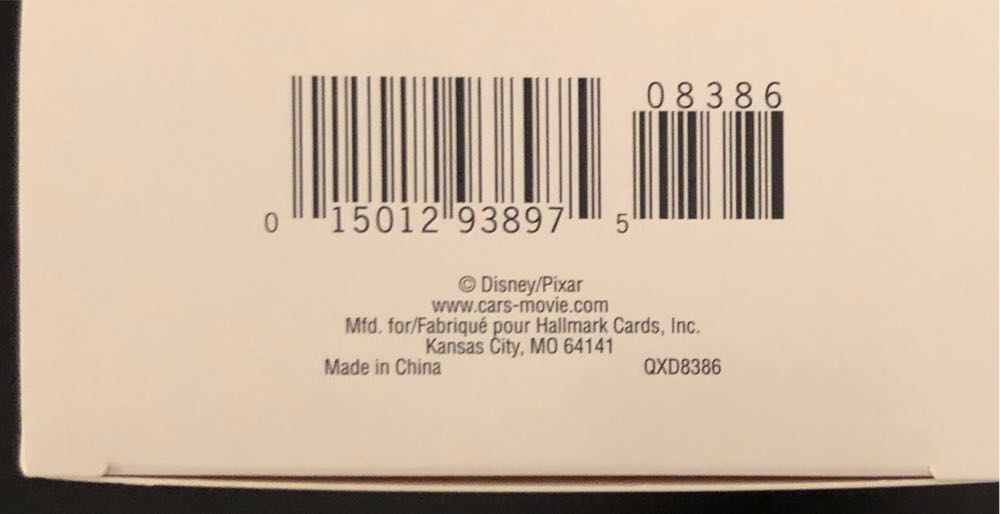 08386
0 15012 93897 5
© Disney/Pixar
www.cars-movie.com
Mfd. for/Fabriqué pour Hallmark Cards, Inc.
Kansas City, MO 64141
Made in China QXD8386